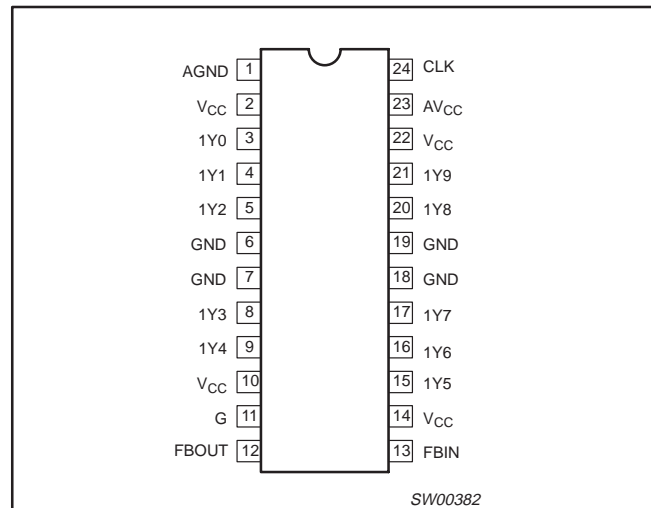 AGND 1 24 CLK
VCC 2 23 AVCC
1Y0 3 22 VCC
1Y1 4 21 1Y9
1Y2 5 20 1Y8
GND 6 19 GND
GND 7 18 GND
1Y3 8 17 1Y7
1Y4 9 16 1Y6
VCC 10 15 1Y5
G 11 14 VCC
FBOUT 12 13 FBIN
SW00382